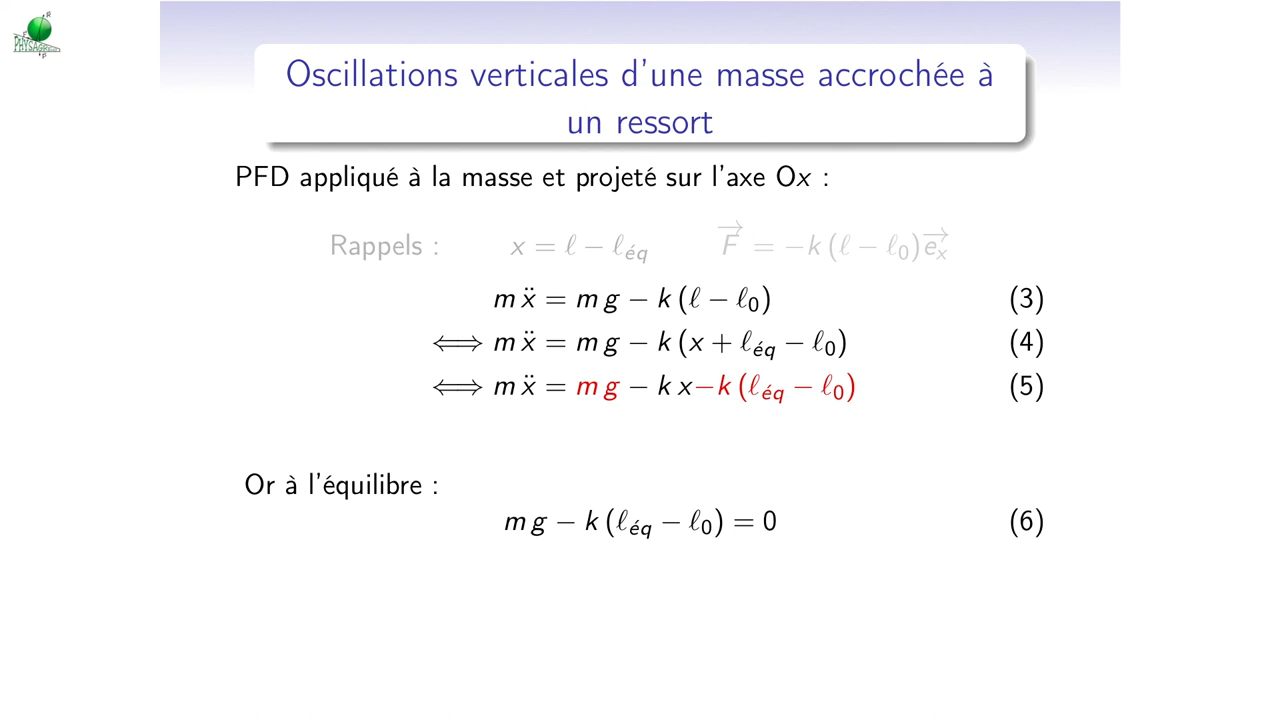 Oscillations verticales d'une masse accrochée à
un ressort
PFD appliqué à la masse et projeté sur l'axe Ox :
Rappels : x = ℓ − ℓéq F⃗ = −k (ℓ − ℓ0) e⃗x
m ẍ = m g − k (ℓ − ℓ0) (3)
⟺ m ẍ = m g − k (x + ℓéq − ℓ0) (4)
⟺ m ẍ = m g − k x−k (ℓéq − ℓ0) (5)
Or à l'équilibre :
m g − k (ℓéq − ℓ0) = 0 (6)